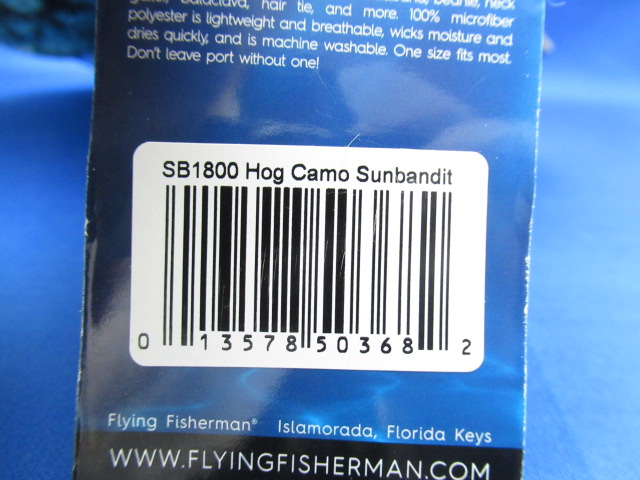 neck
gaiter, balaclava, hair tie, and more. 100% microfiber
polyester is lightweight and breathable, wicks moisture and
dries quickly, and is machine washable. One size fits most.
Don't leave port without one!
SB1800 Hog Camo Sunbandit
0 13578 50368 2
Flying Fisherman® Islamorada, Florida Keys
WWW.FLYINGFISHERMAN.COM